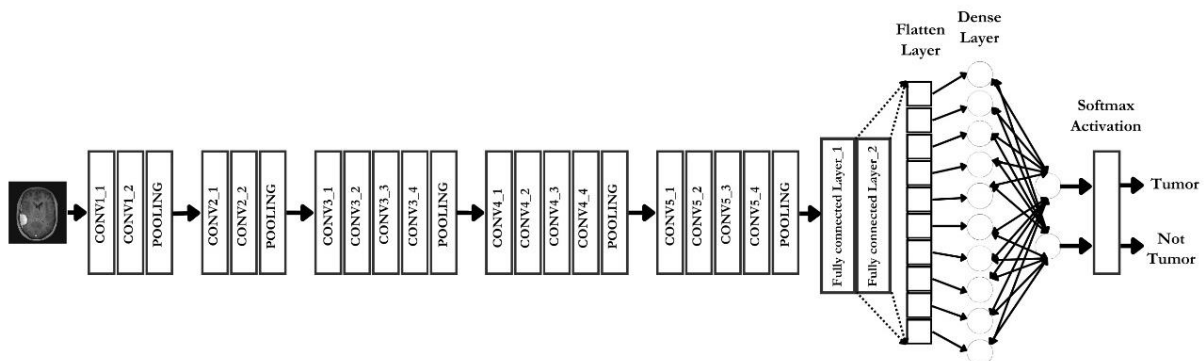 CONV1_1
CONV1_2
POOLING
CONV2_1
CONV2_2
POOLING
CONV3_1
CONV3_2
CONV3_3
CONV3_4
POOLING
CONV4_1
CONV4_2
CONV4_3
CONV4_4
POOLING
CONV5_1
CONV5_2
CONV5_3
CONV5_4
POOLING
Fully connected Layer_1
Fully connected Layer_2
Flatten
Layer
Dense
Layer
Softmax
Activation
Tumor
Not
Tumor